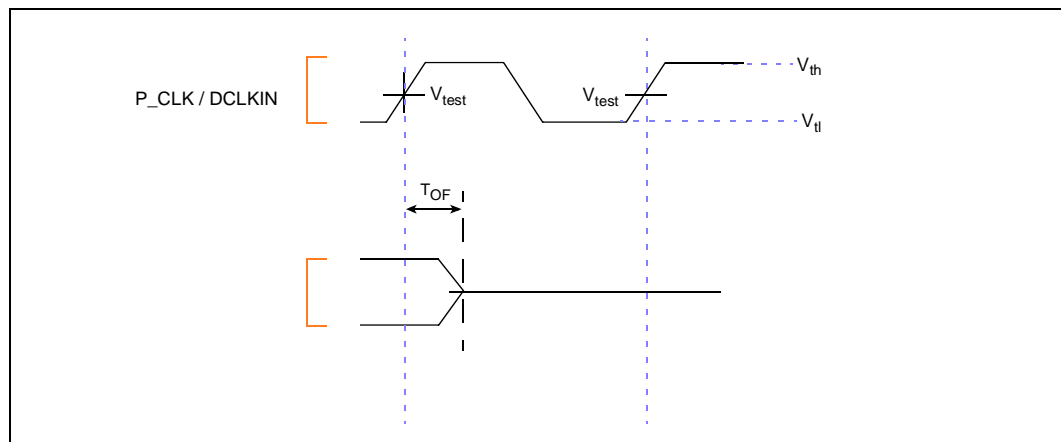 V_th
P_CLK / DCLKIN
V_test
V_test
V_tl
T_OF